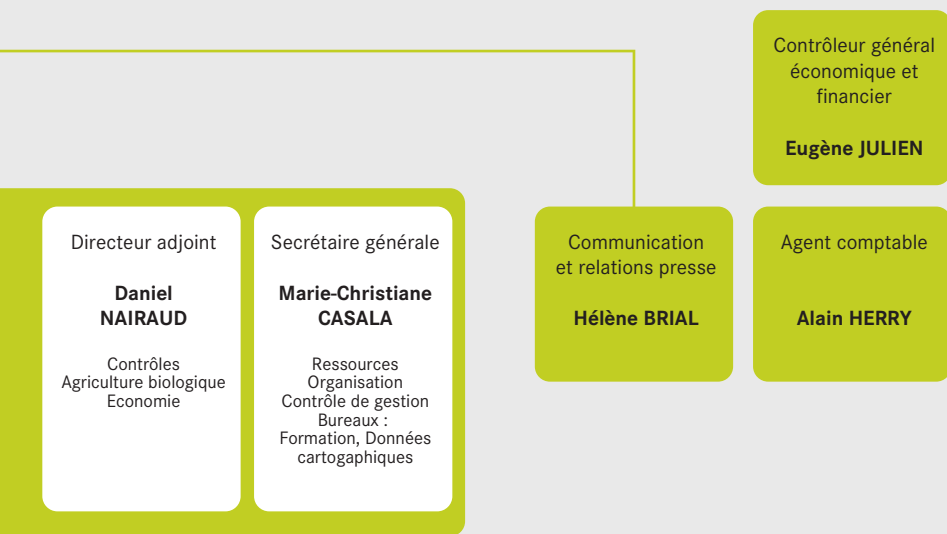 Contrôleur général
économique et
financier
Eugène JULIEN
Directeur adjoint
Daniel
NAIRAUD
Contrôles
Agriculture biologique
Economie
Secrétaire générale
Marie-Christiane
CASALA
Ressources
Organisation
Contrôle de gestion
Bureaux :
Formation, Données
cartogaphiques
Communication
et relations presse
Hélène BRIAL
Agent comptable
Alain HERRY